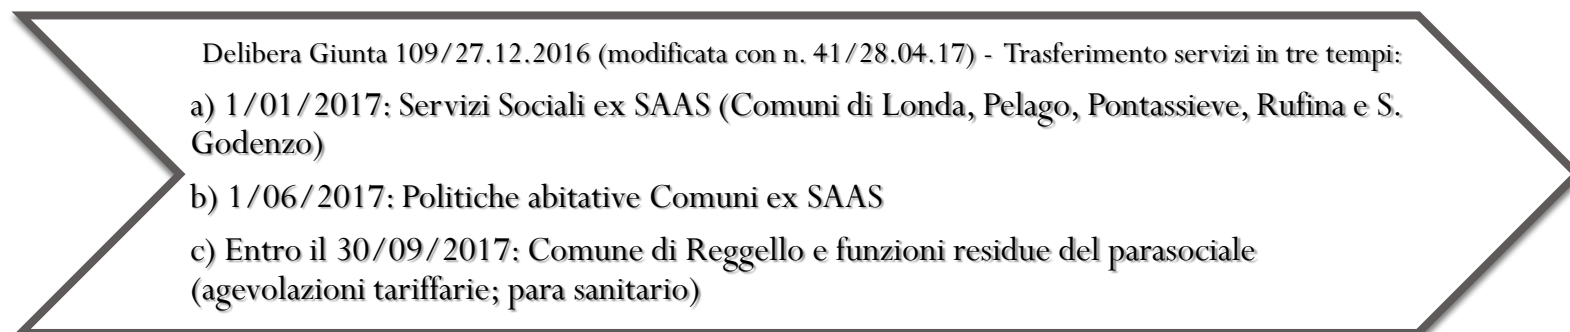 Delibera Giunta 109/27.12.2016 (modificata con n. 41/28.04.17) - Trasferimento servizi in tre tempi:
a) 1/01/2017: Servizi Sociali ex SAAS (Comuni di Londa, Pelago, Pontassieve, Rufina e S.
Godenzo)
b) 1/06/2017: Politiche abitative Comuni ex SAAS
c) Entro il 30/09/2017: Comune di Reggello e funzioni residue del parasociale
(agevolazioni tariffarie; para sanitario)